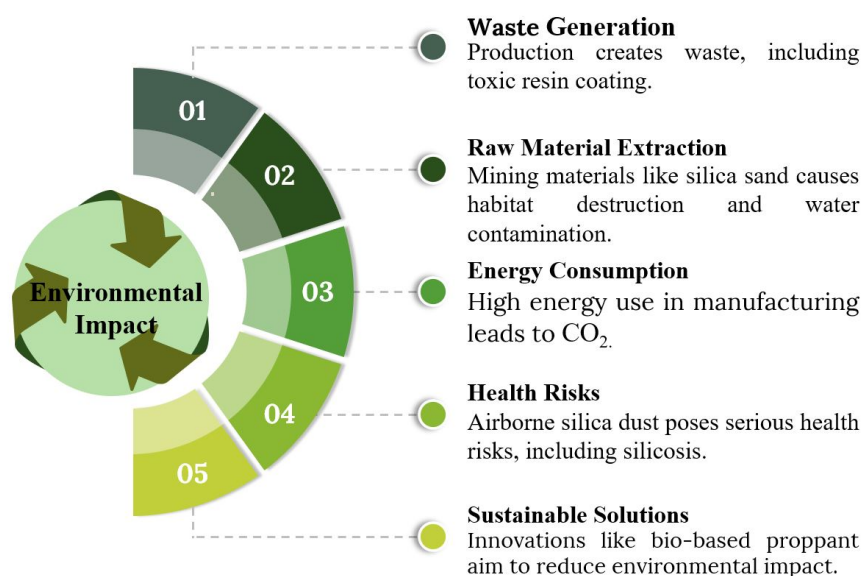 Waste Generation
Production creates waste, including
toxic resin coating.
01
Raw Material Extraction
Mining materials like silica sand causes
habitat destruction and water
contamination.
02
Environmental
Impact
Energy Consumption
High energy use in manufacturing
leads to CO₂.
03
Health Risks
Airborne silica dust poses serious health
risks, including silicosis.
04
Sustainable Solutions
Innovations like bio-based proppant
aim to reduce environmental impact.
05